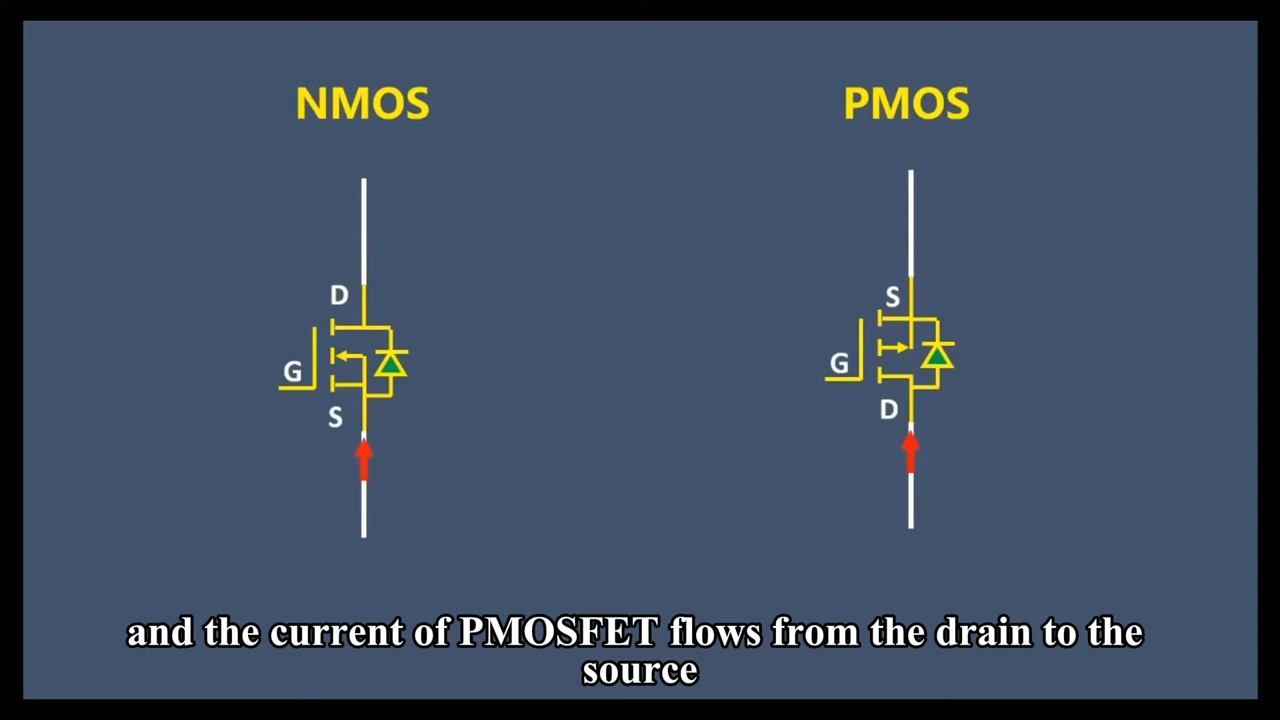 NMOS
PMOS
D
G
S
S
G
D
and the current of PMOSFET flows from the drain to the
source